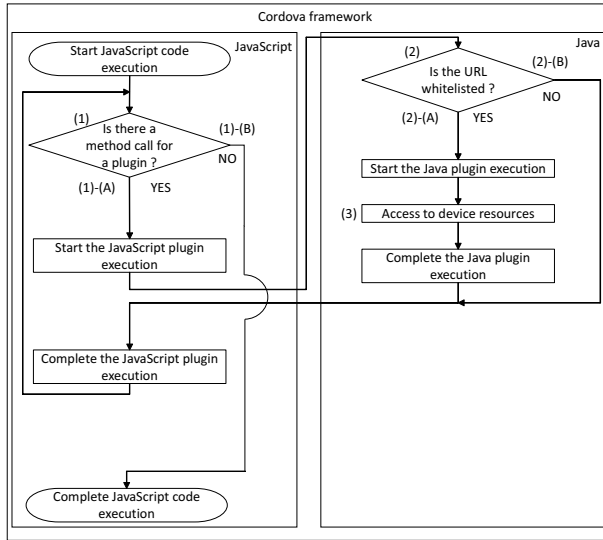 Cordova framework
JavaScript
Start JavaScript code
execution
(1)
Is there a
method call for
a plugin ?
(1)-(B)
NO
(1)-(A)
YES
Start the JavaScript plugin
execution
Complete the JavaScript plugin
execution
Complete JavaScript code
execution
Java
(2)
Is the URL
whitelisted ?
(2)-(B)
NO
(2)-(A)
YES
Start the Java plugin execution
(3)
Access to device resources
Complete the Java plugin
execution